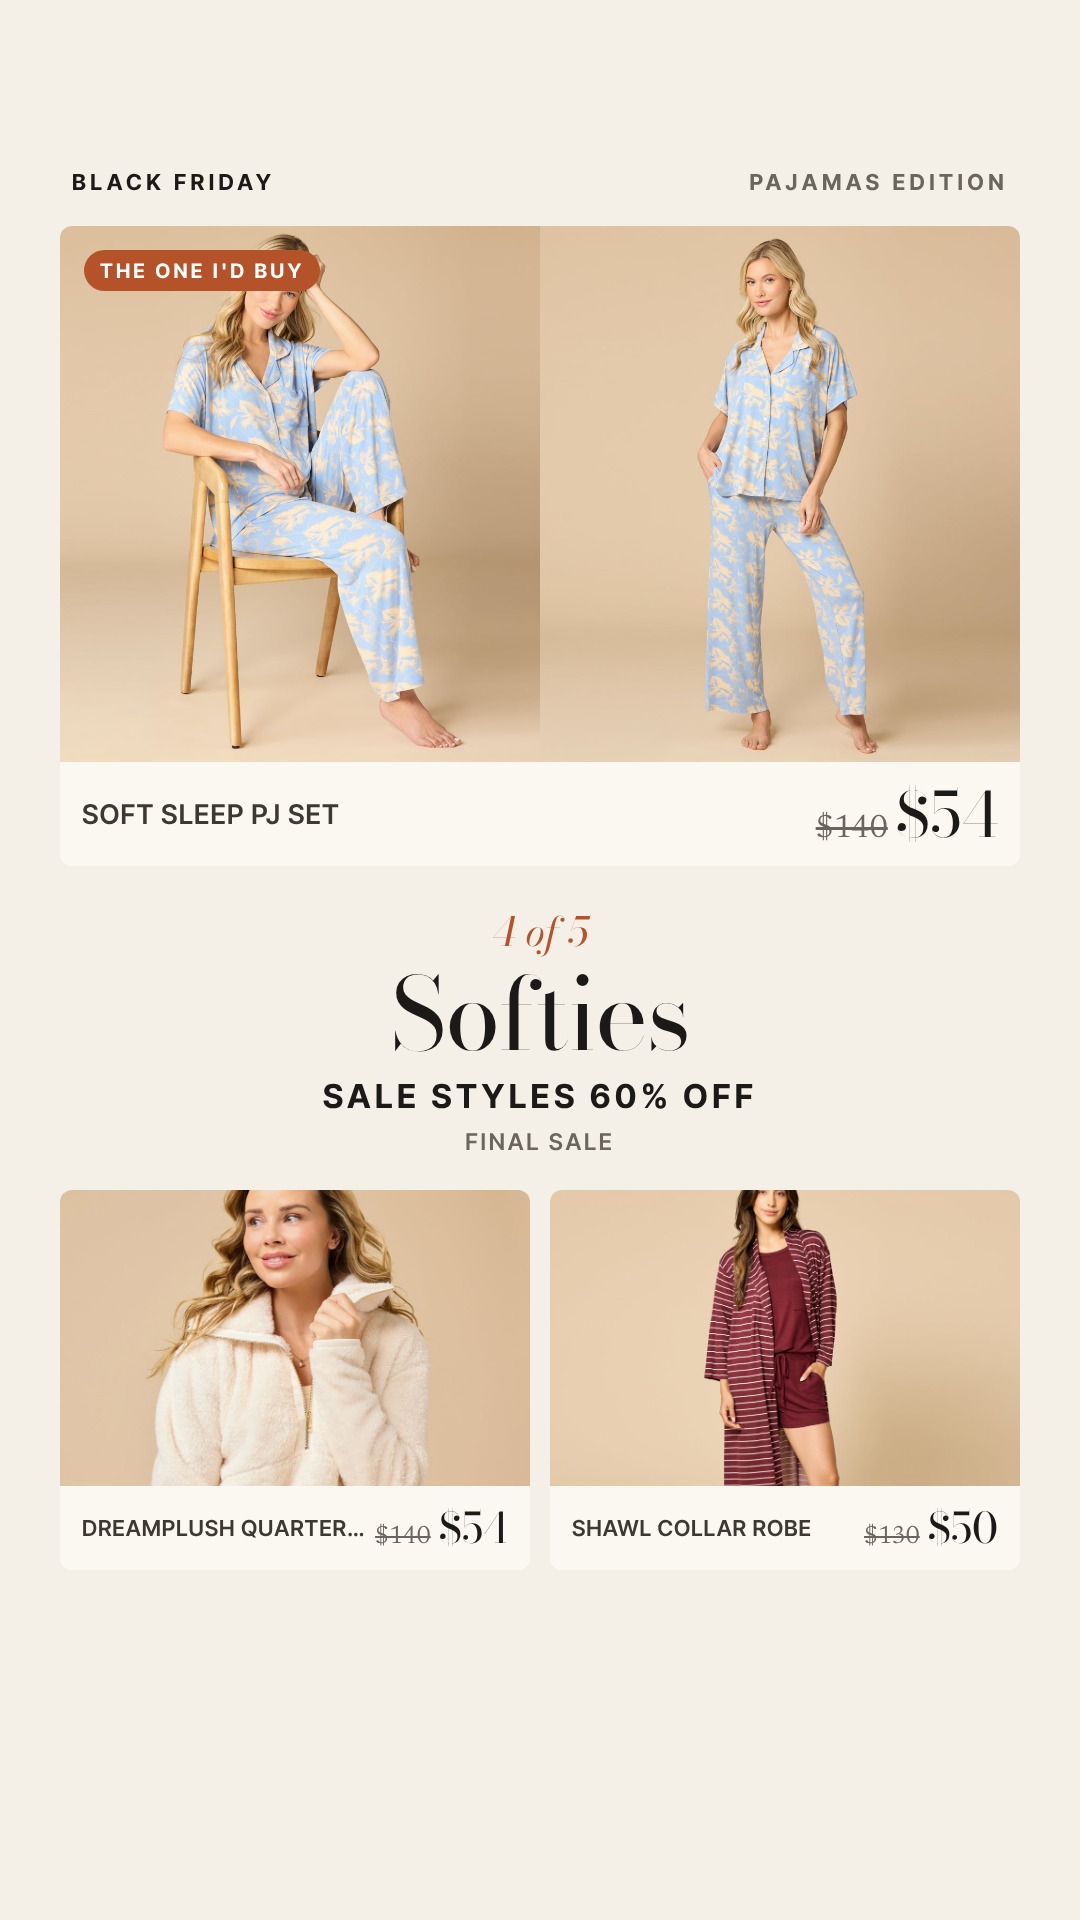 BLACK FRIDAY
PAJAMAS EDITION
THE ONE I'D BUY
SOFT SLEEP PJ SET
$140 $54
4 of 5
Softies
SALE STYLES 60% OFF
FINAL SALE
DREAMPLUSH QUARTER... $140 $54
SHAWL COLLAR ROBE $130 $50